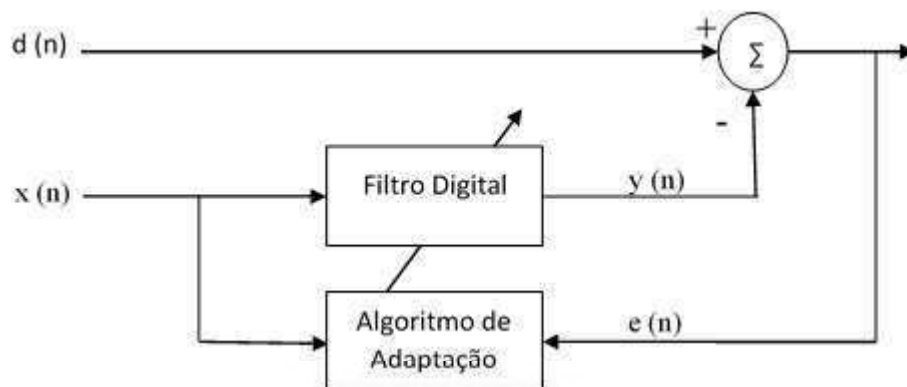 d (n)
+
Σ
-
Filtro Digital
x (n)
y (n)
Algoritmo de
Adaptação
e (n)